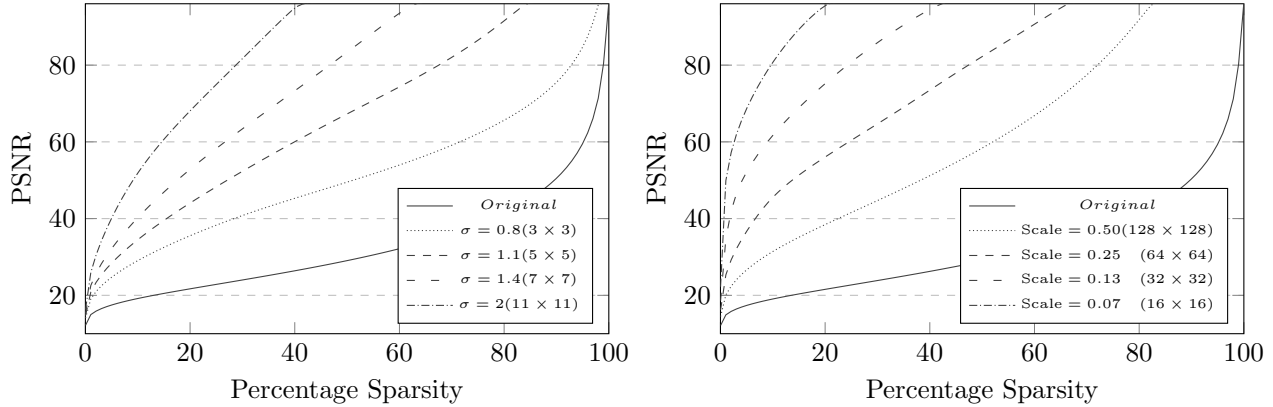 80
60
40
20
PSNR
0 20 40 60 80 100
Percentage Sparsity
Original
σ = 0.8(3 × 3)
σ = 1.1(5 × 5)
σ = 1.4(7 × 7)
σ = 2(11 × 11)
80
60
40
20
PSNR
0 20 40 60 80 100
Percentage Sparsity
Original
Scale = 0.50(128 × 128)
Scale = 0.25 (64 × 64)
Scale = 0.13 (32 × 32)
Scale = 0.07 (16 × 16)